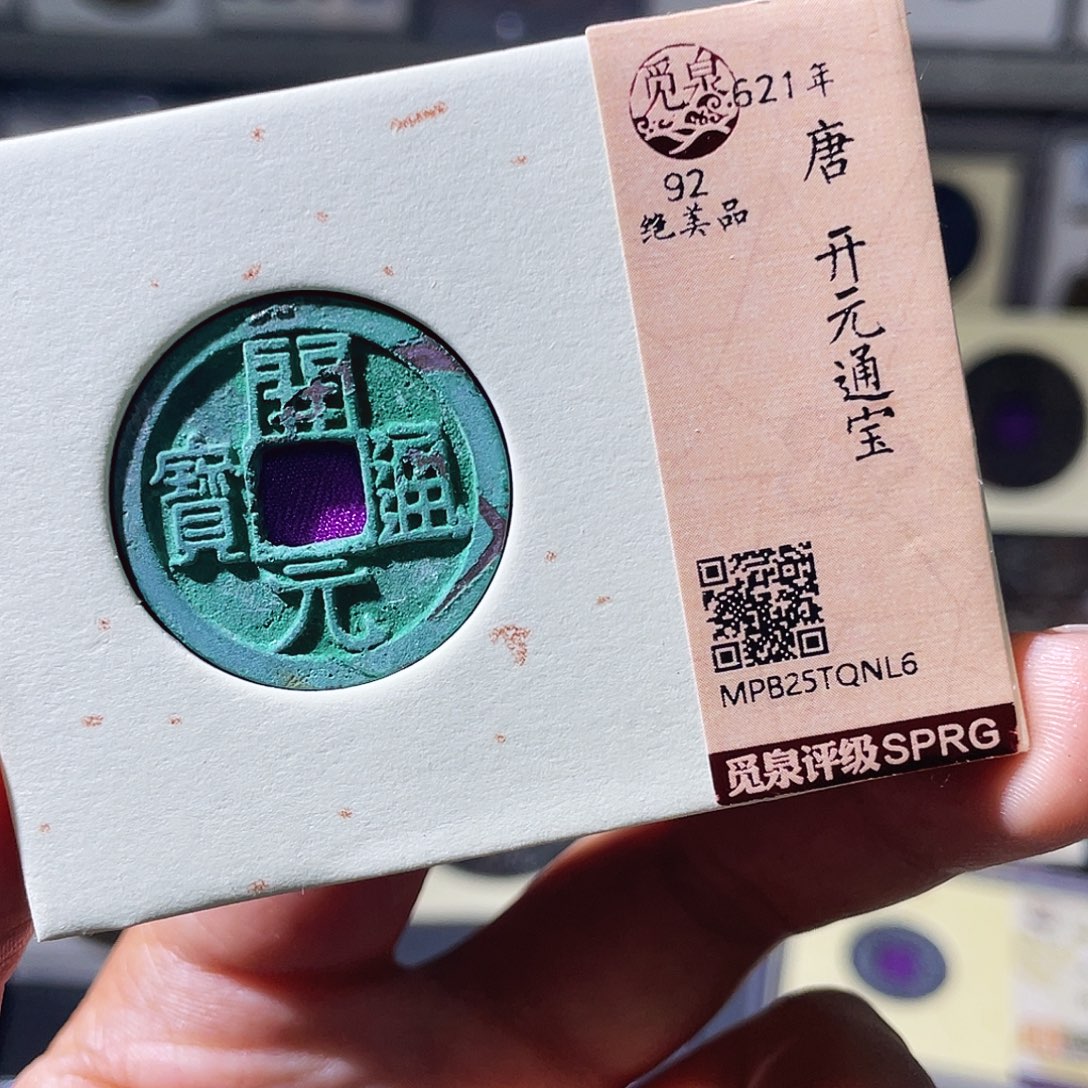 開
通
寶
元
觅泉
621年
唐 开元通宝
92
绝美品
MPB25TQNL6
觅泉评级SPRG